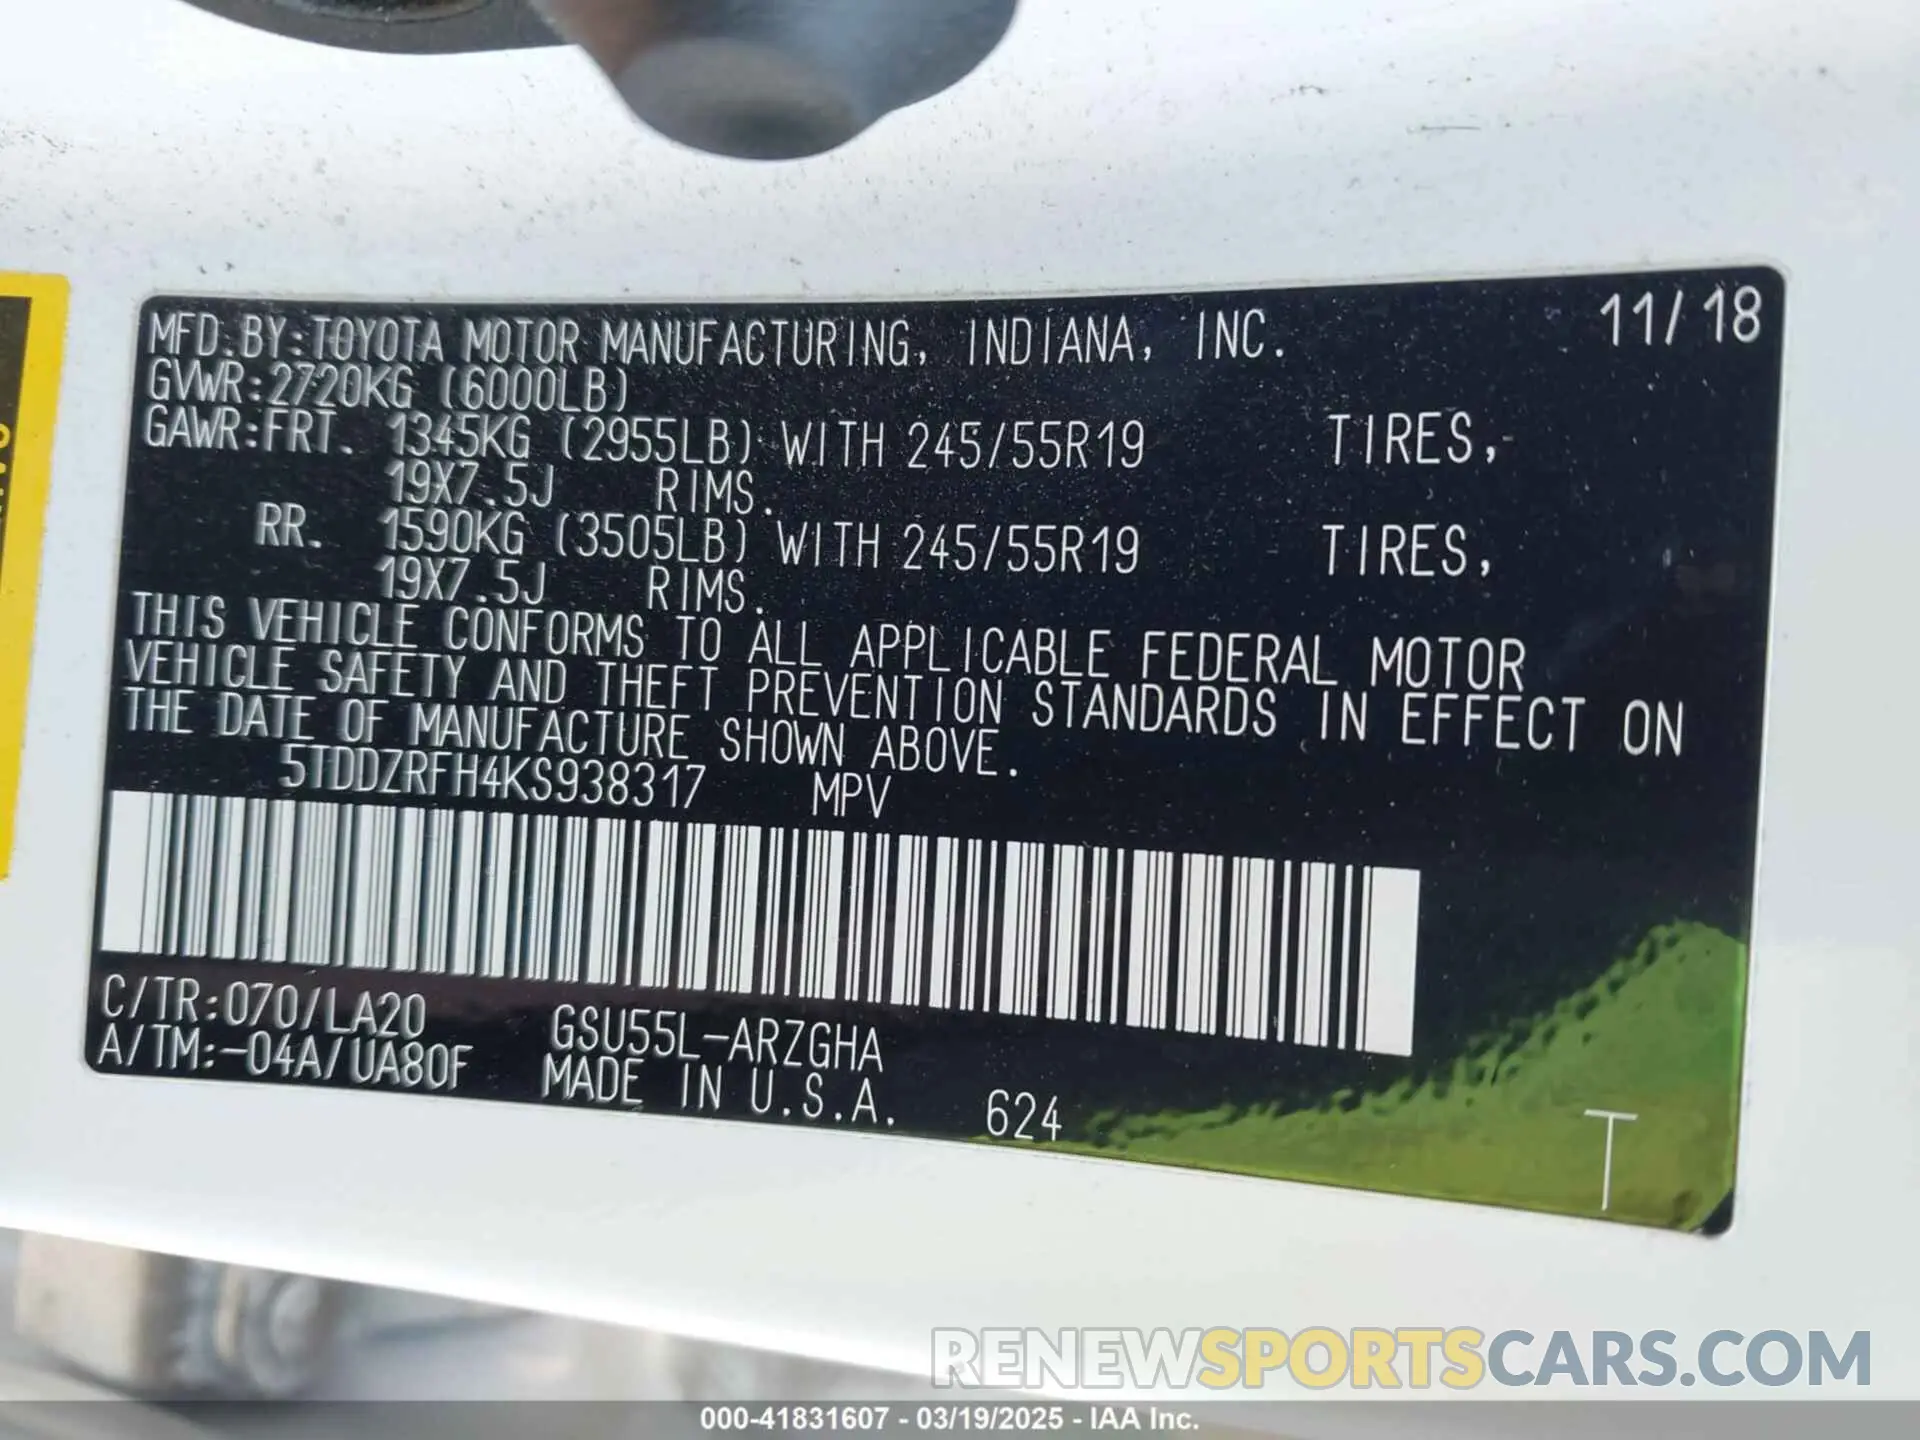 MFD.BY:TOYOTA MOTOR MANUFACTURING, INDIANA, INC. 11/18
GVWR:2720KG (6000LB)
GAWR:FRT. 1345KG (2955LB) WITH 245/55R19 TIRES,
19X7.5J RIMS.
RR. 1590KG (3505LB) WITH 245/55R19 TIRES,
19X7.5J RIMS.
THIS VEHICLE CONFORMS TO ALL APPLICABLE FEDERAL MOTOR
VEHICLE SAFETY AND THEFT PREVENTION STANDARDS IN EFFECT ON
THE DATE OF MANUFACTURE SHOWN ABOVE.
5TDDZRFH4KS938317 MPV
C/TR:070/LA20 GSU55L-ARZGHA
A/TM:-04A/UA80F MADE IN U.S.A. 624
T
RENEWSPORTSCARS.COM
000-41831607 - 03/19/2025 - IAA Inc.